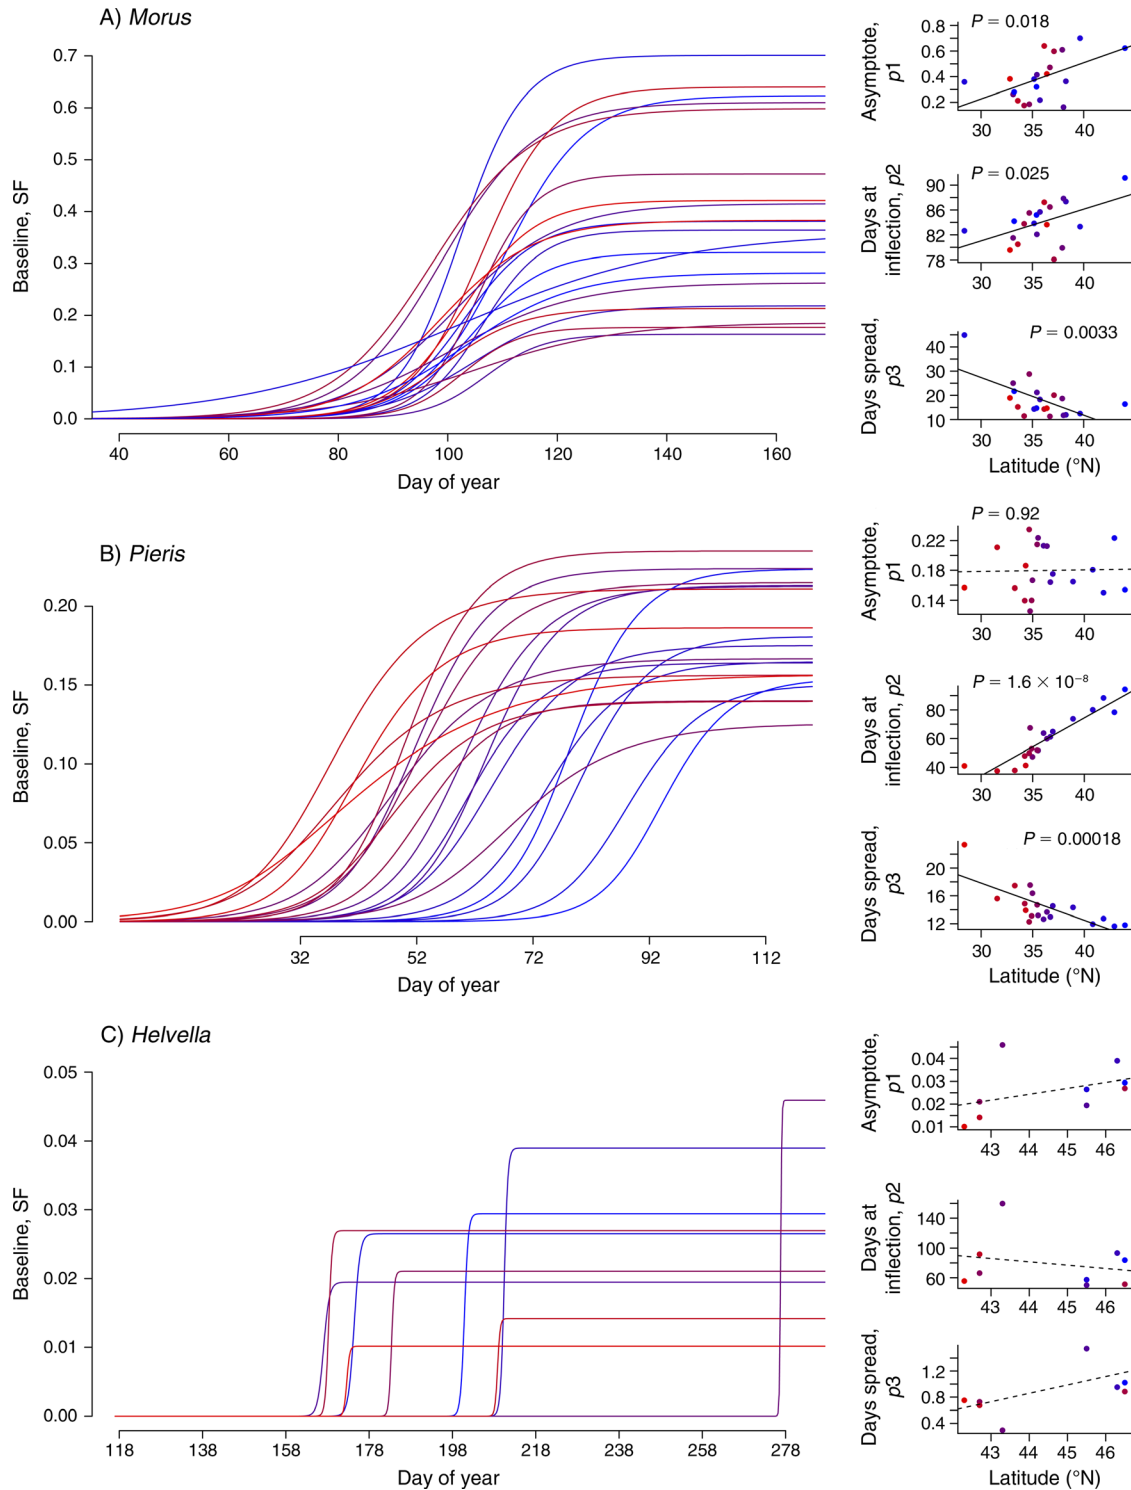 A) Morus
0.7
0.6
0.5
0.4
0.3
0.2
0.1
0.0
Baseline, SF
40 60 80 100 120 140 160
Day of year
P = 0.018
0.8
0.6
0.4
0.2
Asymptote,
p1
30 35 40
P = 0.025
90
86
82
78
Days at
inflection, p2
30 35 40
P = 0.0033
40
30
20
10
Days spread,
p3
30 35 40
Latitude (°N)
B) Pieris
0.20
0.15
0.10
0.05
0.00
Baseline, SF
32 52 72 92 112
Day of year
P = 0.92
0.22
0.18
0.14
Asymptote,
p1
30 35 40
P = 1.6 × 10⁻⁸
80
60
40
Days at
inflection, p2
30 35 40
P = 0.00018
20
16
12
Days spread,
p3
30 35 40
Latitude (°N)
C) Helvella
0.05
0.04
0.03
0.02
0.01
0.00
Baseline, SF
118 138 158 178 198 218 238 258 278
Day of year
0.04
0.03
0.02
0.01
Asymptote,
p1
43 44 45 46
140
100
60
Days at
inflection, p2
43 44 45 46
1.2
0.8
0.4
Days spread,
p3
43 44 45 46
Latitude (°N)